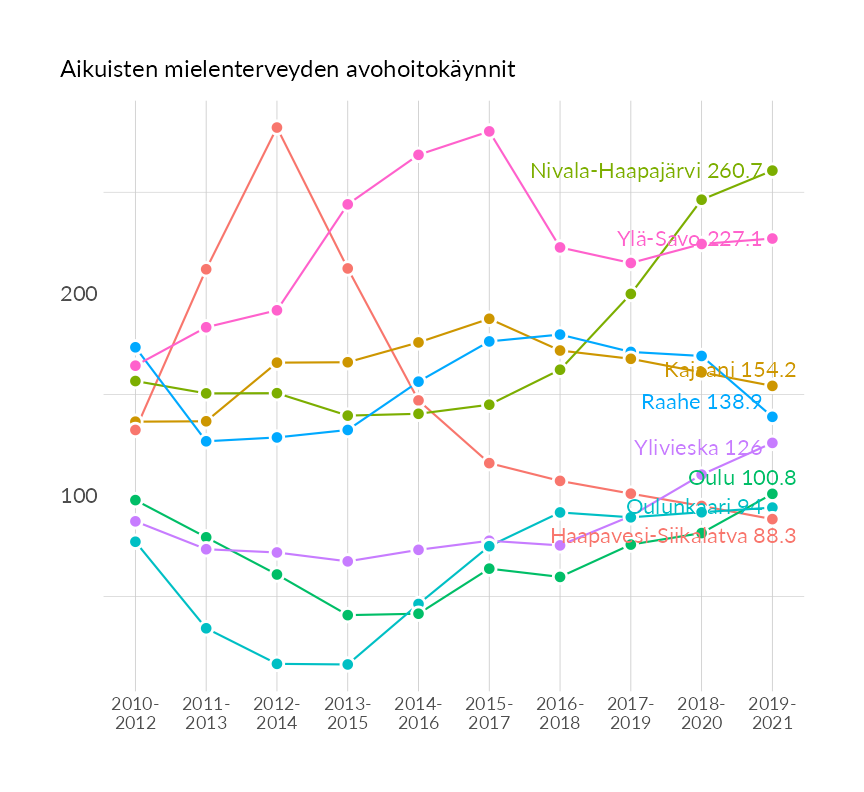 Aikuisten mielenterveyden avohoitokäynnit
Nivala-Haapajärvi 260.7
Ylä-Savo 227.1
200
Kajaani 154.2
Raahe 138.9
Ylivieska 126
Oulu 100.8
100
Oulunkaari 94
Haapavesi-Siikalatva 88.3
2010- 2011- 2012- 2013- 2014- 2015- 2016- 2017- 2018- 2019-
2012 2013 2014 2015 2016 2017 2018 2019 2020 2021